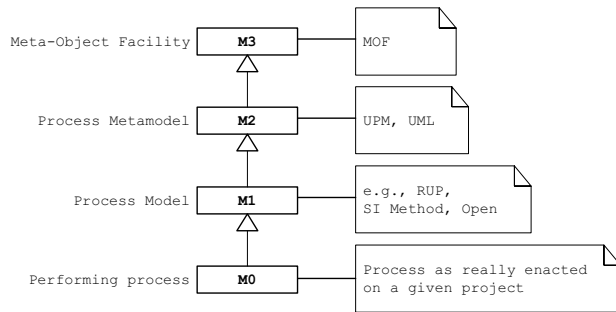 Meta-Object Facility
M3
MOF
Process Metamodel
M2
UPM, UML
Process Model
M1
e.g., RUP,
SI Method, Open
Performing process
M0
Process as really enacted
on a given project